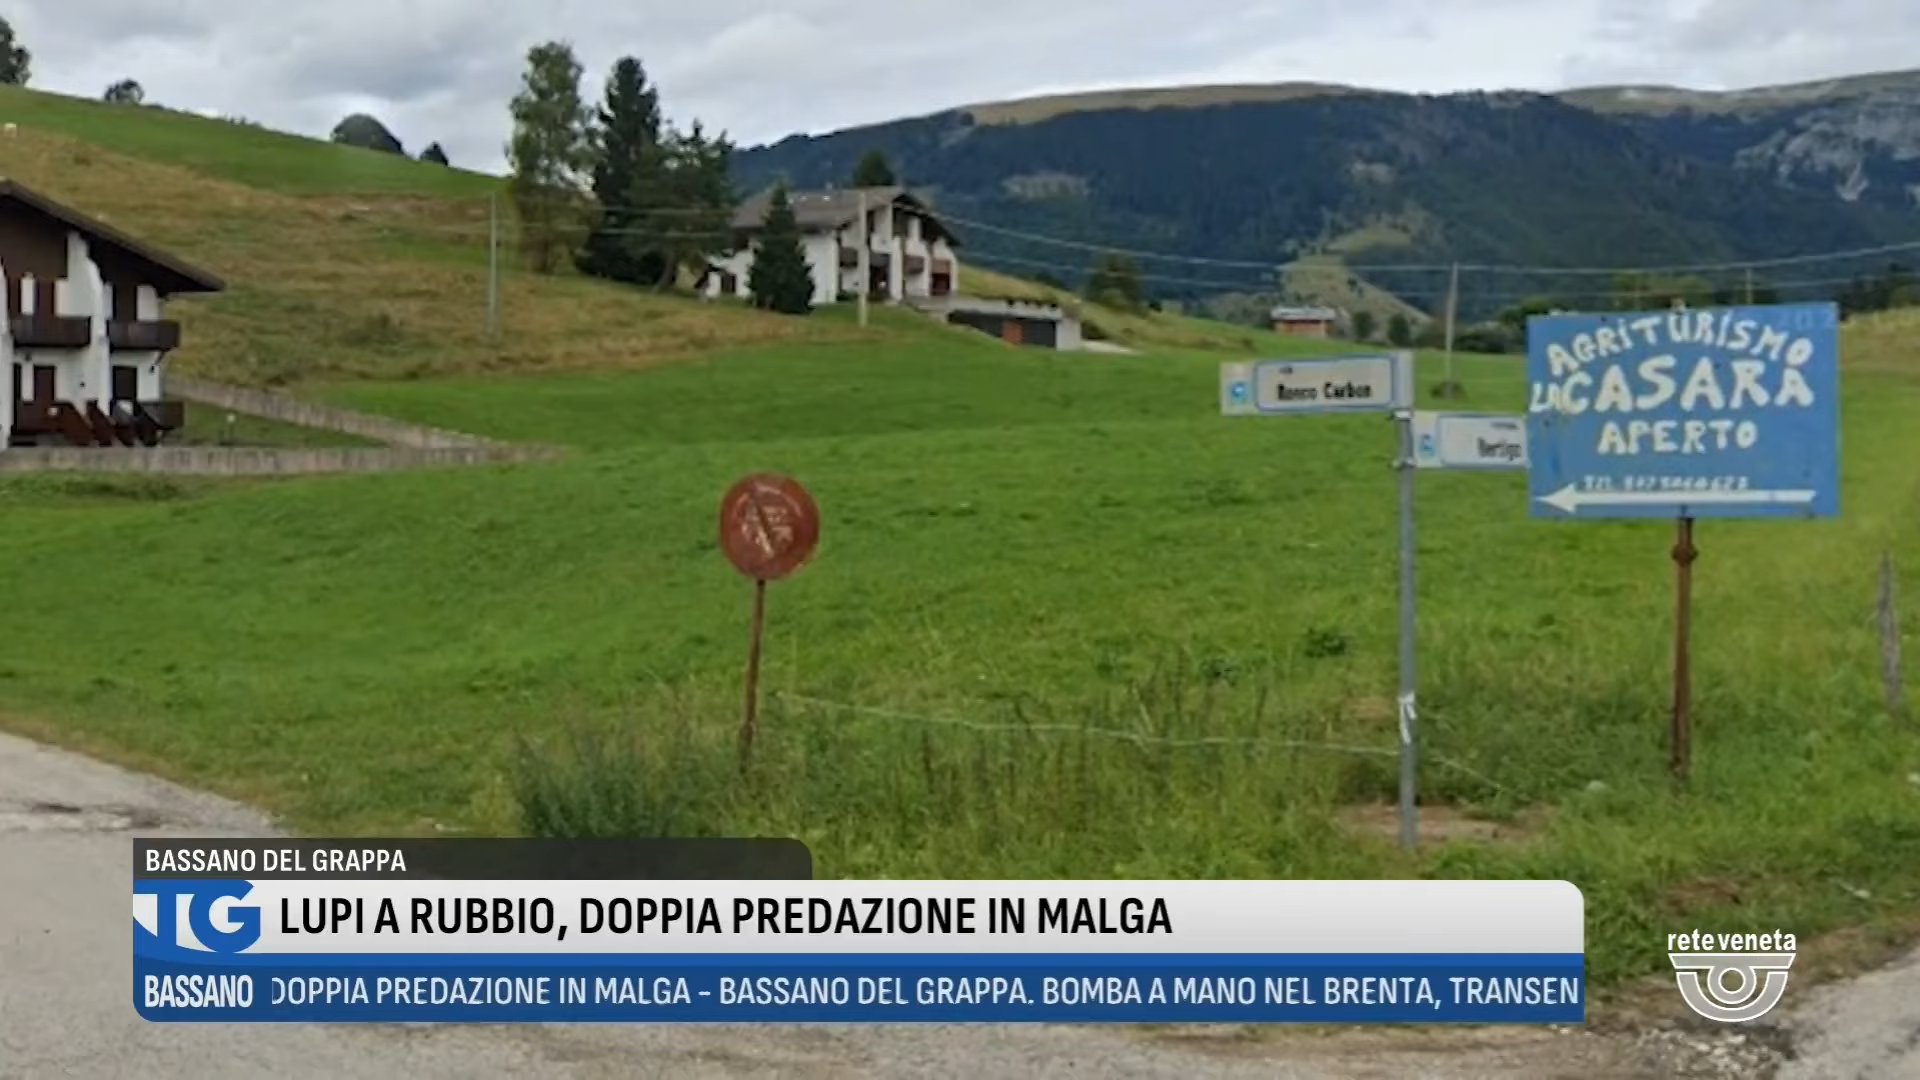 AGRITURISMO
LA CASARA
APERTO
Ronco Carbon
BASSANO DEL GRAPPA
TG
LUPI A RUBBIO, DOPPIA PREDAZIONE IN MALGA
BASSANO
DOPPIA PREDAZIONE IN MALGA - BASSANO DEL GRAPPA. BOMBA A MANO NEL BRENTA, TRANSEN
rete veneta